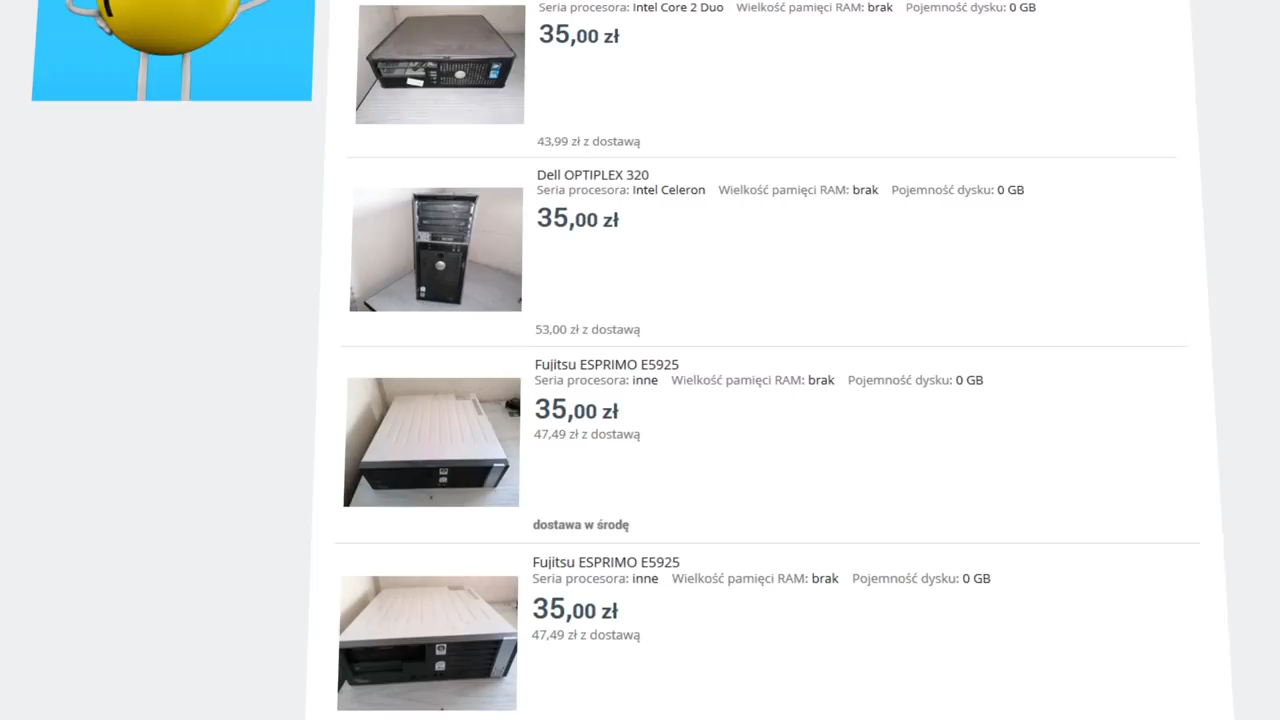 Seria procesora: Intel Core 2 Duo Wielkość pamięci RAM: brak Pojemność dysku: 0 GB
35,00 zł
43,99 zł z dostawą
Dell OPTIPLEX 320
Seria procesora: Intel Celeron Wielkość pamięci RAM: brak Pojemność dysku: 0 GB
35,00 zł
53,00 zł z dostawą
Fujitsu ESPRIMO E5925
Seria procesora: inne Wielkość pamięci RAM: brak Pojemność dysku: 0 GB
35,00 zł
47,49 zł z dostawą
dostawa w środę
Fujitsu ESPRIMO E5925
Seria procesora: inne Wielkość pamięci RAM: brak Pojemność dysku: 0 GB
35,00 zł
47,49 zł z dostawą